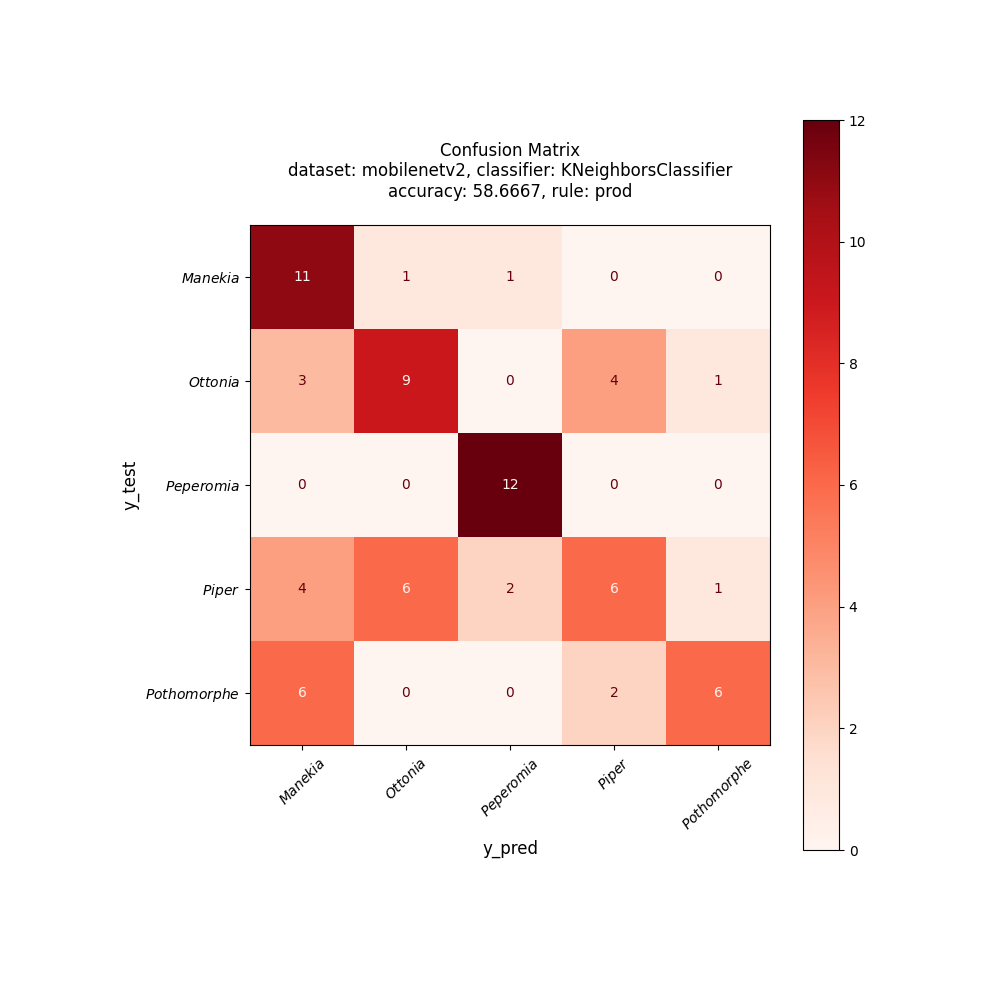 Confusion Matrix
dataset: mobilenetv2, classifier: KNeighborsClassifier
accuracy: 58.6667, rule: prod
12
10
8
6
4
2
0
y_test
Manekia 11 1 1 0 0
Ottonia 3 9 0 4 1
Peperomia 0 0 12 0 0
Piper 4 6 2 6 1
Pothomorphe 6 0 0 2 6
Manekia Ottonia Peperomia Piper Pothomorphe
y_pred